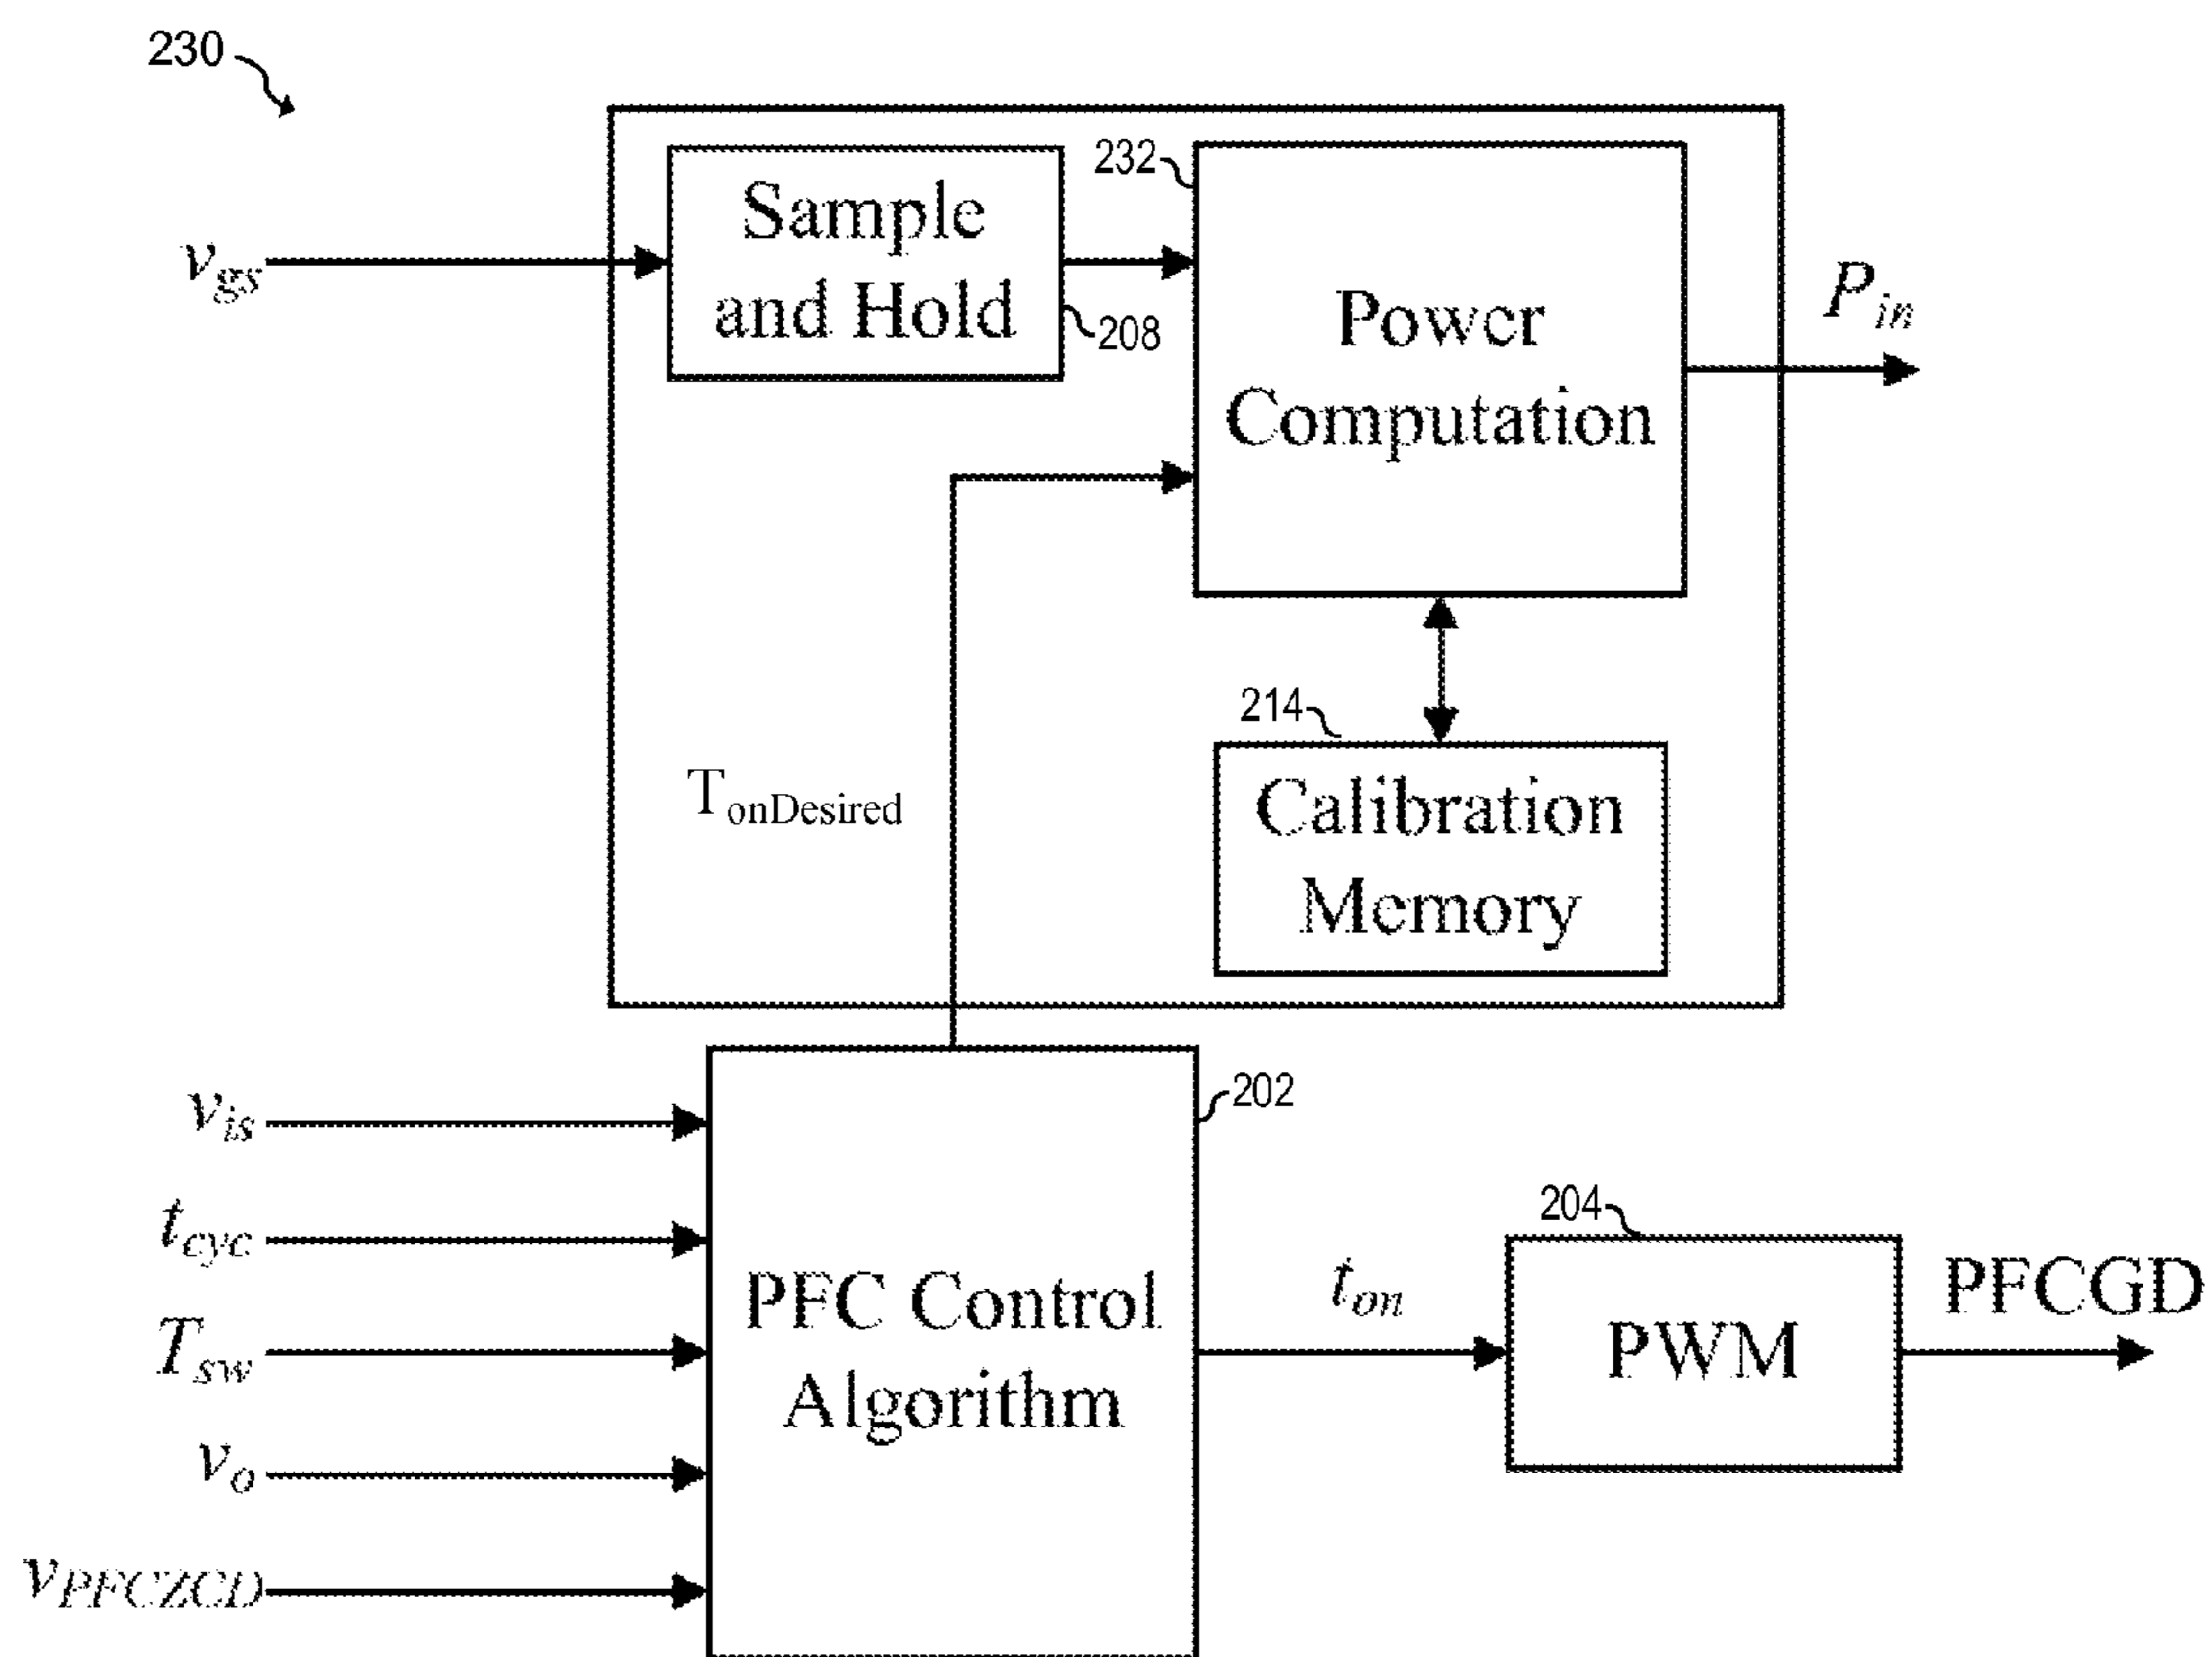 230
232
Sample
and Hold
208
v_gs
Power
Computation
P_in
214
T_onDesired
Calibration
Memory
v_is
202
t_cyc
204
PFC Control
Algorithm
T_sw
t_on
PWM
PFCGD
v_o
v_PFCZCD